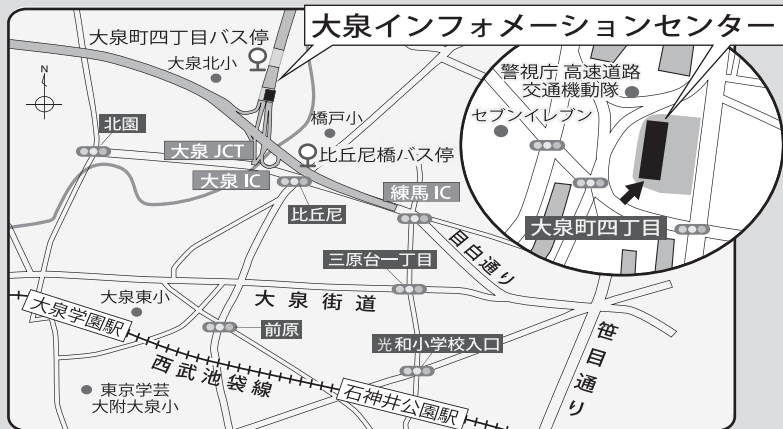 大泉インフォメーションセンター
大泉町四丁目バス停
大泉北小
N
北園
橋戸小
大泉 JCT
比丘尼橋バス停
大泉 IC
練馬 IC
比丘尼
警視庁 高速道路
交通機動隊
セブンイレブン
大泉町四丁目
目白通り
三原台一丁目
大泉街道
大泉東小
大泉学園駅
前原
光和小学校入口
笹目通り
西武池袋線
石神井公園駅
東京学芸
大附大泉小